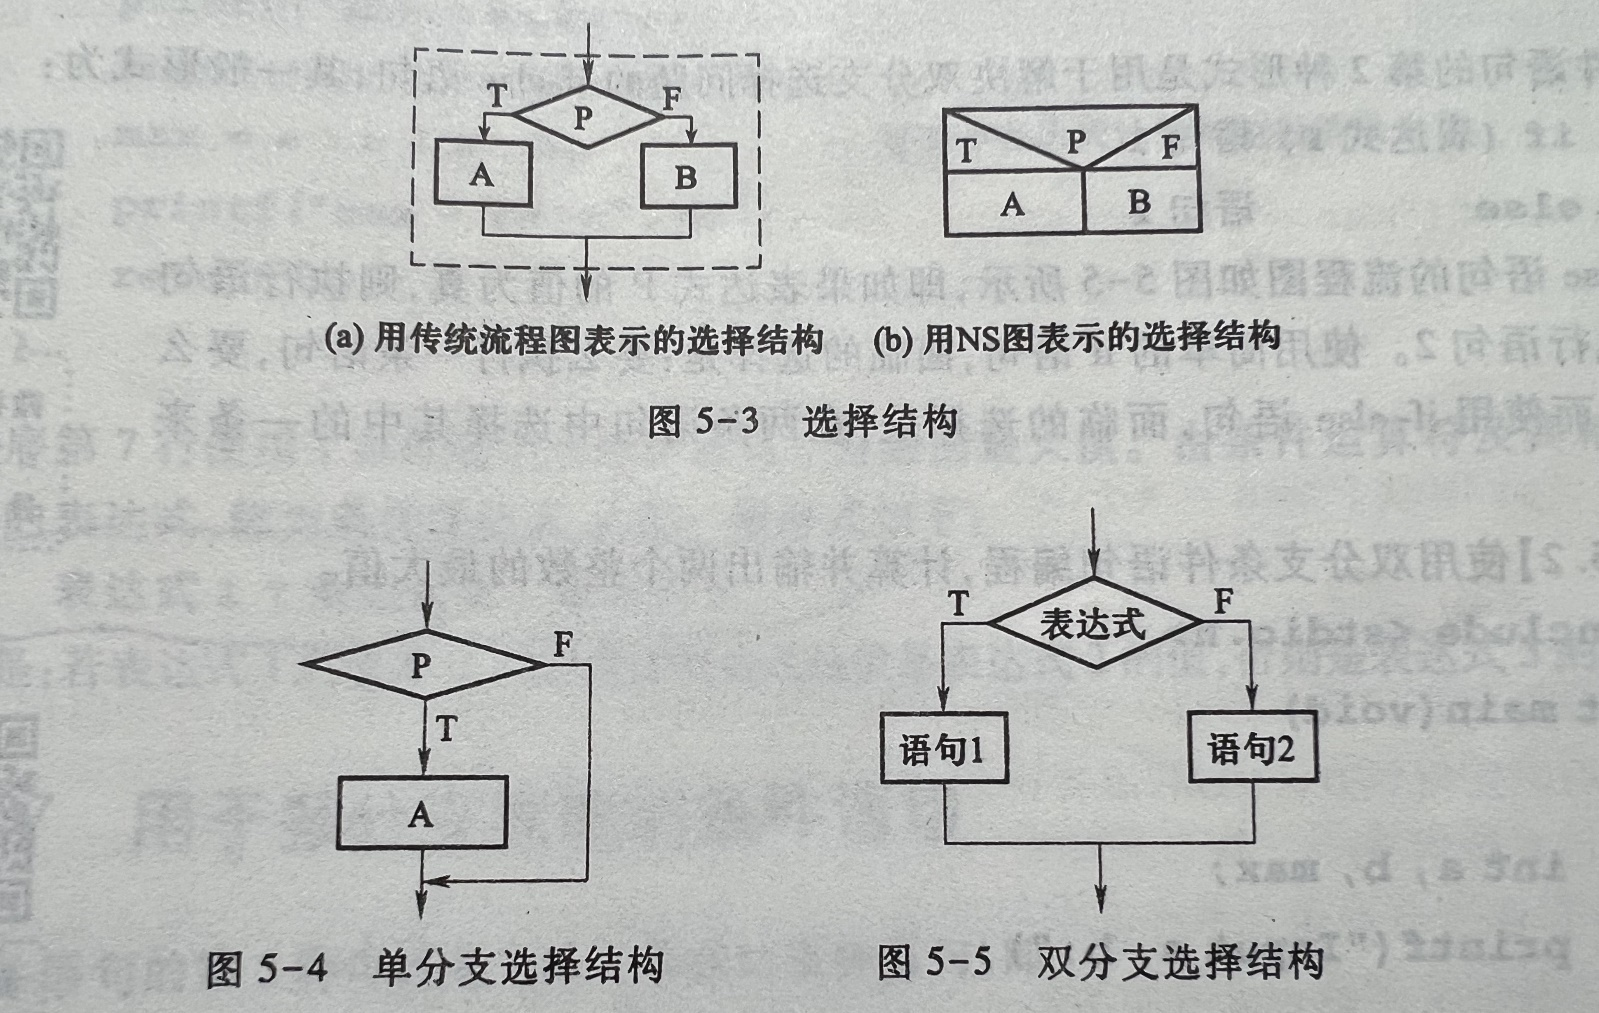 T
P
F
A
B
T
P
F
A
B
(a) 用传统流程图表示的选择结构
(b) 用NS图表示的选择结构
图 5-3 选择结构
P
F
T
A
图 5-4 单分支选择结构
T
表达式
F
语句1
语句2
图 5-5 双分支选择结构